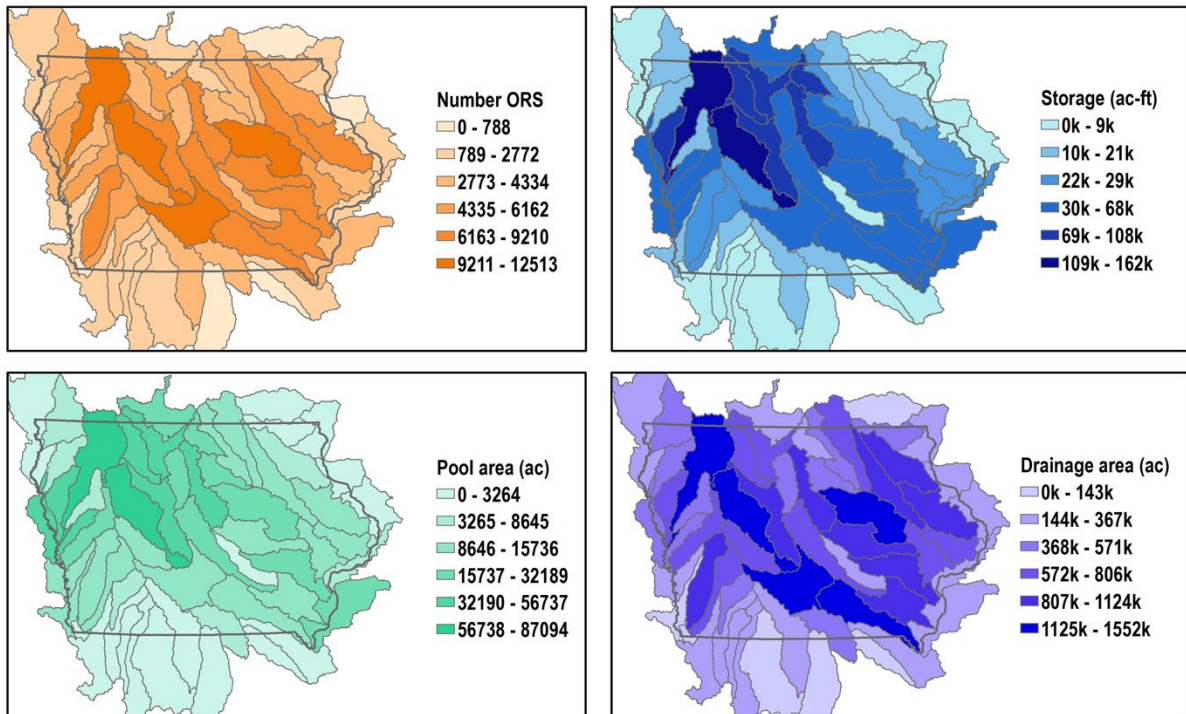 Number ORS
0 - 788
789 - 2772
2773 - 4334
4335 - 6162
6163 - 9210
9211 - 12513
Storage (ac-ft)
0k - 9k
10k - 21k
22k - 29k
30k - 68k
69k - 108k
109k - 162k
Pool area (ac)
0 - 3264
3265 - 8645
8646 - 15736
15737 - 32189
32190 - 56737
56738 - 87094
Drainage area (ac)
0k - 143k
144k - 367k
368k - 571k
572k - 806k
807k - 1124k
1125k - 1552k